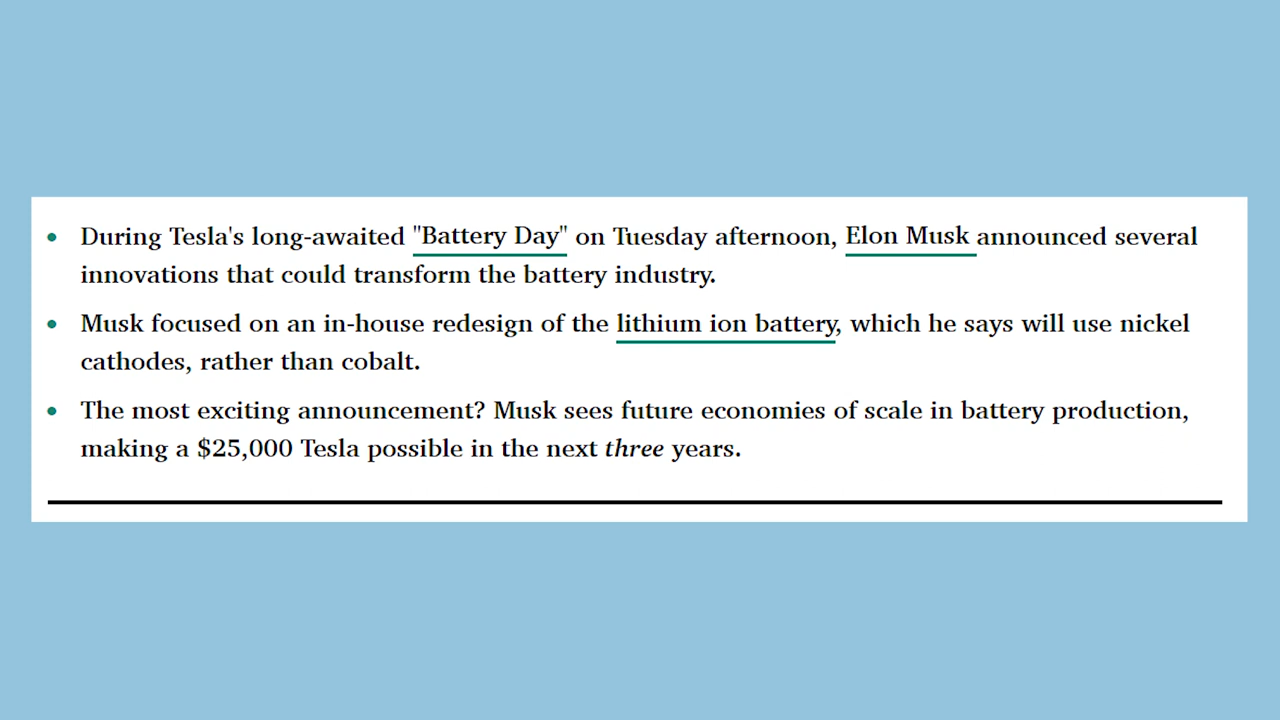 During Tesla's long-awaited "Battery Day" on Tuesday afternoon, Elon Musk announced several
innovations that could transform the battery industry.
Musk focused on an in-house redesign of the lithium ion battery, which he says will use nickel
cathodes, rather than cobalt.
The most exciting announcement? Musk sees future economies of scale in battery production,
making a $25,000 Tesla possible in the next three years.